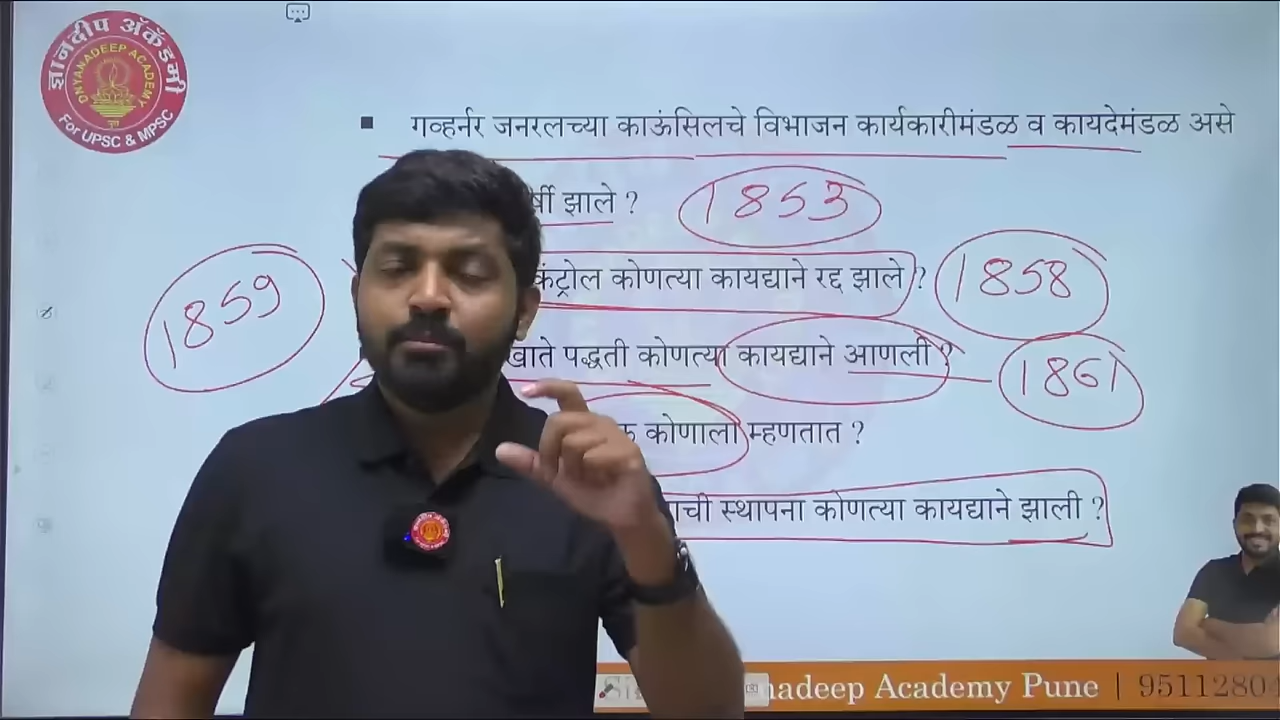 ज्ञानदीप अ‍ॅकॅडमी
DNYANADEEP ACADEMY
पुणे
For UPSC & MPSC
गव्हर्नर जनरलच्या काऊंसिलचे विभाजन कार्यकारीमंडळ व कायदेमंडळ असे
झाले ? 1853
1859
कंट्रोल कोणत्या कायद्याने रद्द झाले ? 1858
खाते पद्धती कोणत्या कायद्याने आणली ? 1861
कोणाला म्हणतात ?
स्थापना कोणत्या कायद्याने झाली ?
Academy Pune | 9511280